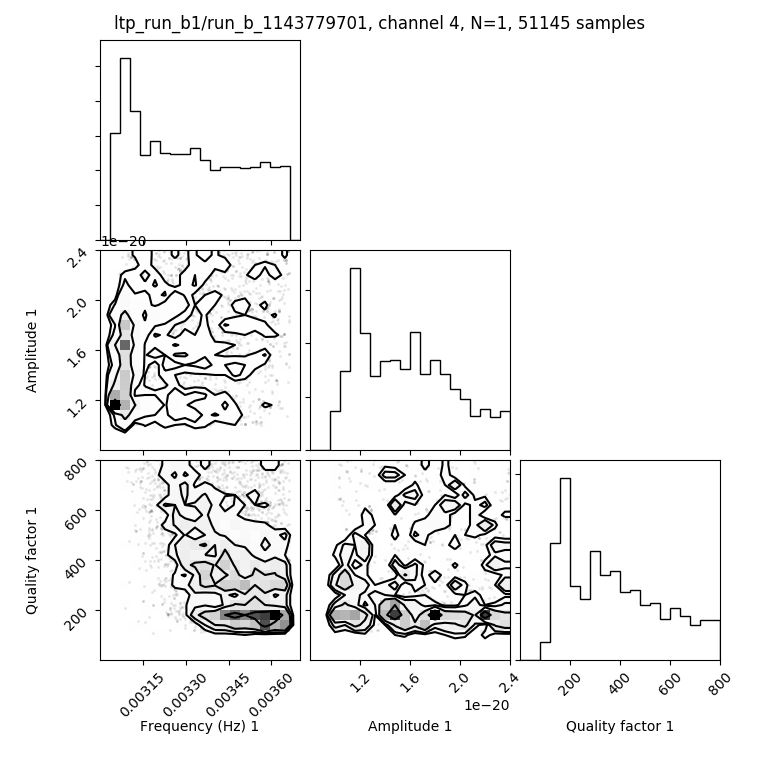 ltp_run_b1/run_b_1143779701, channel 4, N=1, 51145 samples
1e−20
2.4
2.0
1.6
1.2
Amplitude 1
800
600
400
200
Quality factor 1
0.00315 0.00330 0.00345 0.00360
Frequency (Hz) 1
1.2 1.6 2.0 2.4
1e−20
Amplitude 1
200 400 600 800
Quality factor 1